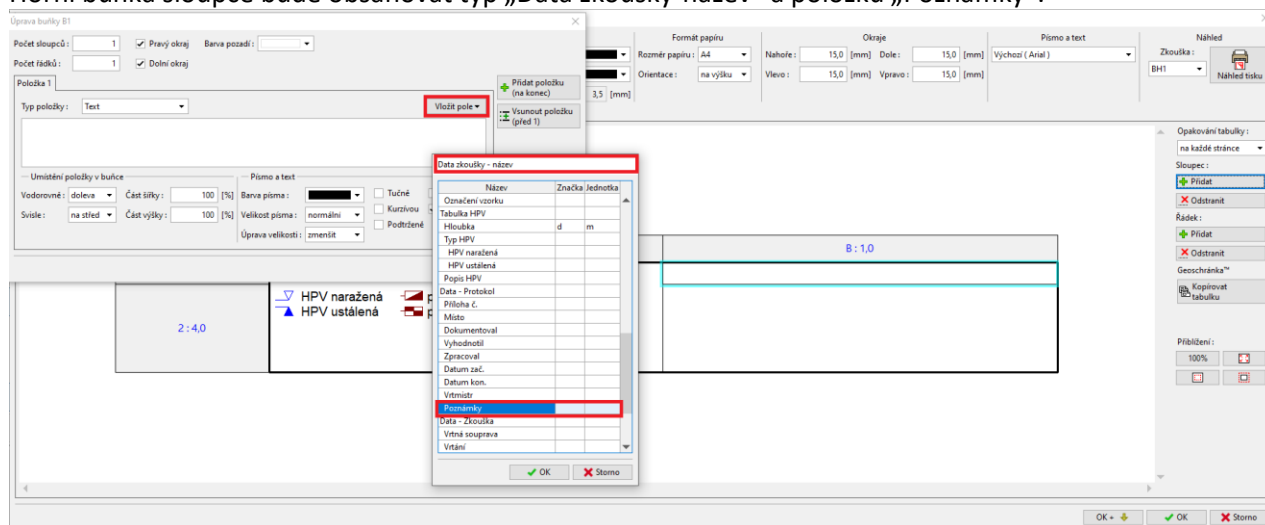 Horní buňka sloupce bude obsahovat typ „Data zkoušky-název“ a položku „Poznámky“.
Úprava buňky B1
Počet sloupců : 1 Pravý okraj Barva pozadí :
Počet řádků : 1 Dolní okraj
Položka 1
Typ položky : Text Vložit pole
Přidat položku
(na konec)
Vsunout položku
(před 1)
Umístění položky v buňce
Vodorovně : doleva Část šířky : 100 [%]
Svisle : na střed Část výšky : 100 [%]
Písmo a text
Barva písma : Tučně
Velikost písma : normální Kurzívou
Podtrženě
Úprava velikosti : zmenšit
3,5 [mm]
Formát papíru
Rozměr papíru : A4
Orientace : na výšku
Okraje
Nahoře : 15,0 [mm] Dole : 15,0 [mm]
Vlevo : 15,0 [mm] Vpravo : 15,0 [mm]
Písmo a text
Výchozí ( Arial )
Náhled
Zkouška :
BH1
Náhled tisku
Data zkoušky - název
Název Značka Jednotka
Označení vzorku
Tabulka HPV
Hloubka d m
Typ HPV
HPV naražená
HPV ustálená
Popis HPV
Data - Protokol
Příloha č.
Místo
Dokumentoval
Vyhodnotil
Zpracoval
Datum zač.
Datum kon.
Vrtmistr
Poznámky
Data - Zkouška
Vrtná souprava
Vrtání
OK Storno
B : 1,0
2 : 4,0
HPV naražená p
HPV ustálená p
Opakování tabulky :
na každé stránce
Sloupec :
Přidat
Odstranit
Řádek :
Přidat
Odstranit
Geoschránka™
Kopírovat
tabulku
Přiblížení :
100%
OK + OK Storno